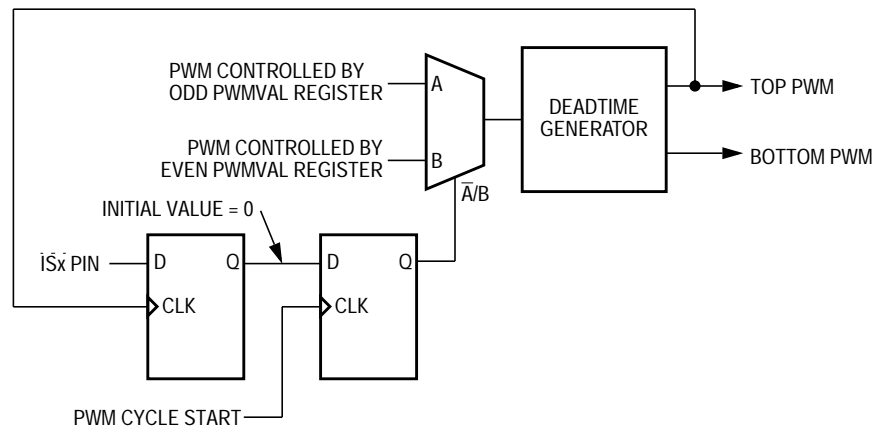 PWM CONTROLLED BY
ODD PWMVAL REGISTER
A
DEADTIME
GENERATOR
TOP PWM
PWM CONTROLLED BY
EVEN PWMVAL REGISTER
B
BOTTOM PWM
A̅/B
INITIAL VALUE = 0
ISx PIN
D
Q
D
Q
CLK
CLK
PWM CYCLE START